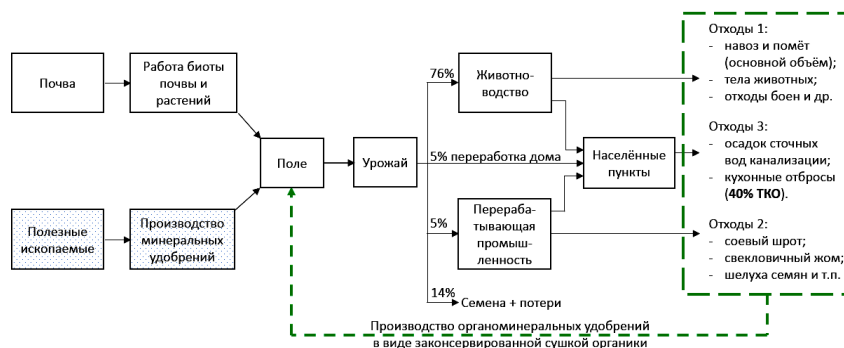 Почва
Работа биоты
почвы и
растений
Полезные
ископаемые
Производство
минеральных
удобрений
Поле
Урожай
76%
5% переработка дома
5%
14%
Животно-
водство
Перераба-
тывающая
промыш-
ленность
Семена + потери
Населённые
пункты
Отходы 1:
- навоз и помёт
(основной объём);
- тела животных;
- отходы боен и др.
Отходы 3:
- осадок сточных
вод канализации;
- кухонные отбросы
(40% ТКО).
Отходы 2:
- соевый шрот;
- свекловичный жом;
- шелуха семян и т.п.
Производство органоминеральных удобрений
в виде законсервированной сушкой органики